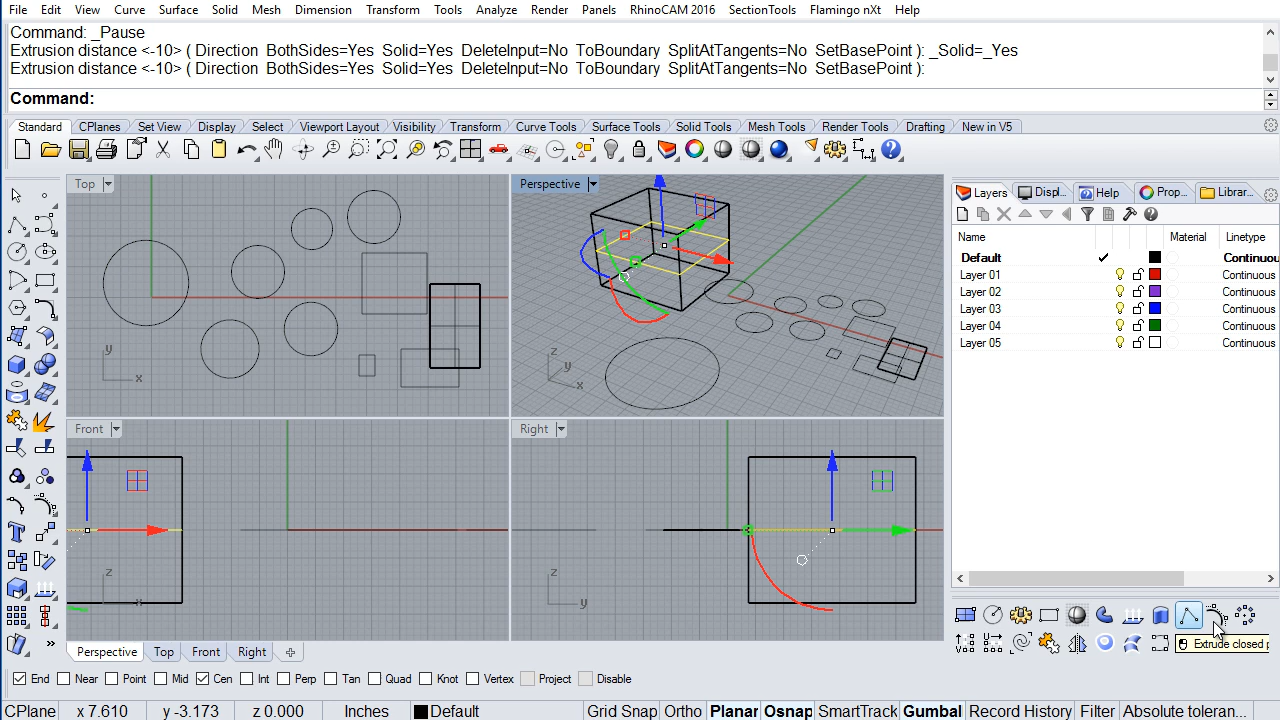 File Edit View Curve Surface Solid Mesh Dimension Transform Tools Analyze Render Panels RhinoCAM 2016 SectionTools Flamingo nXt Help
Command: _Pause
Extrusion distance <-10> ( Direction BothSides=Yes Solid=Yes DeleteInput=No ToBoundary SplitAtTangents=No SetBasePoint ): _Solid=_Yes
Extrusion distance <-10> ( Direction BothSides=Yes Solid=Yes DeleteInput=No ToBoundary SplitAtTangents=No SetBasePoint ):
Command:
Standard CPlanes Set View Display Select Viewport Layout Visibility Transform Curve Tools Surface Tools Solid Tools Mesh Tools Render Tools Drafting New in V5
Top
Perspective
Layers Displ... Help Prop... Librar...
Name Material Linetype
Default Continuou
Layer 01 Continuous
Layer 02 Continuous
Layer 03 Continuous
Layer 04 Continuous
Layer 05 Continuous
y
x
z
y
x
Front
Right
z
x
z
y
Perspective Top Front Right
Extrude closed p
End Near Point Mid Cen Int Perp Tan Quad Knot Vertex Project Disable
CPlane x 7.610 y -3.173 z 0.000 Inches Default Grid Snap Ortho Planar Osnap SmartTrack Gumbal Record History Filter Absolute toleran...